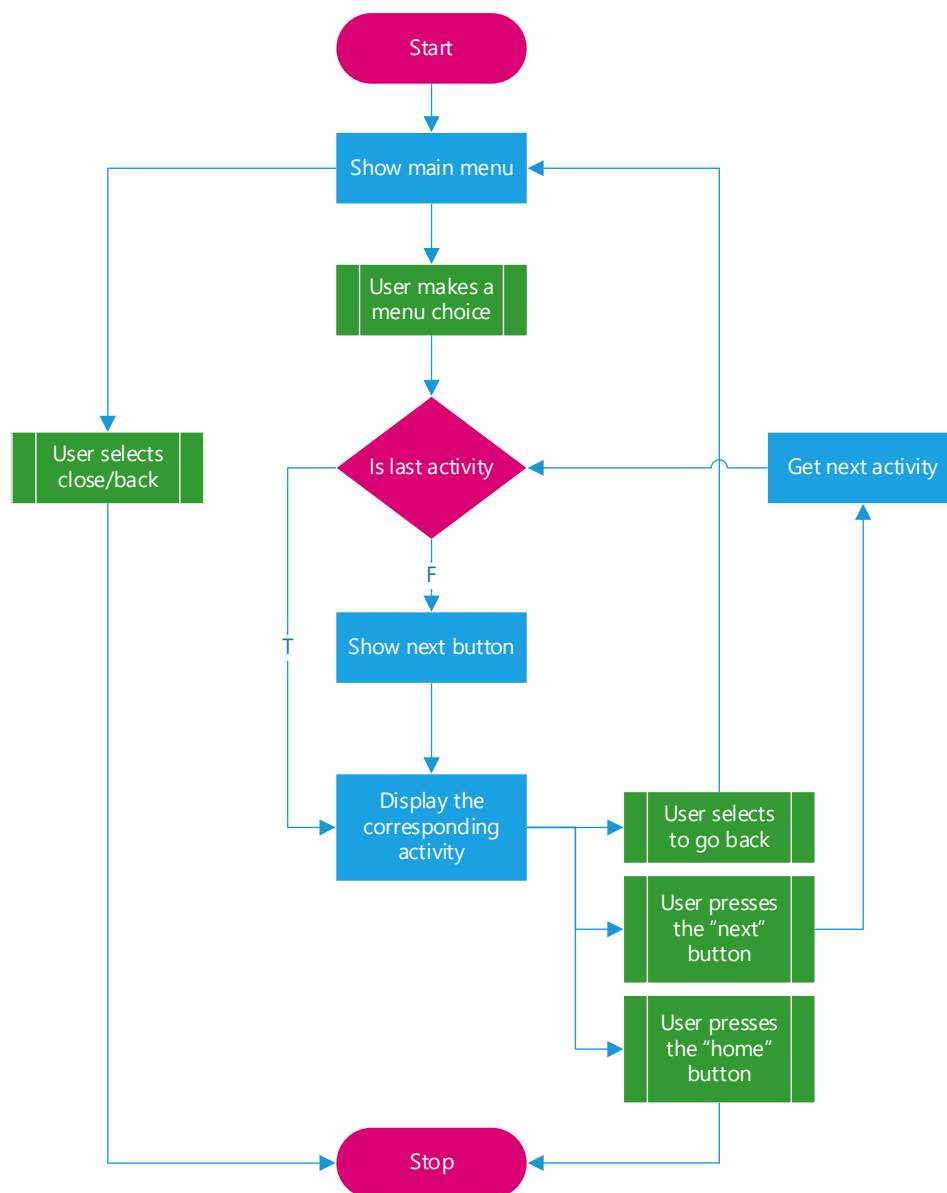 Start
Show main menu
User makes a
menu choice
User selects
close/back
Is last activity
Get next activity
F
Show next button
T
Display the
corresponding
activity
User selects
to go back
User presses
the “next”
button
User presses
the “home”
button
Stop